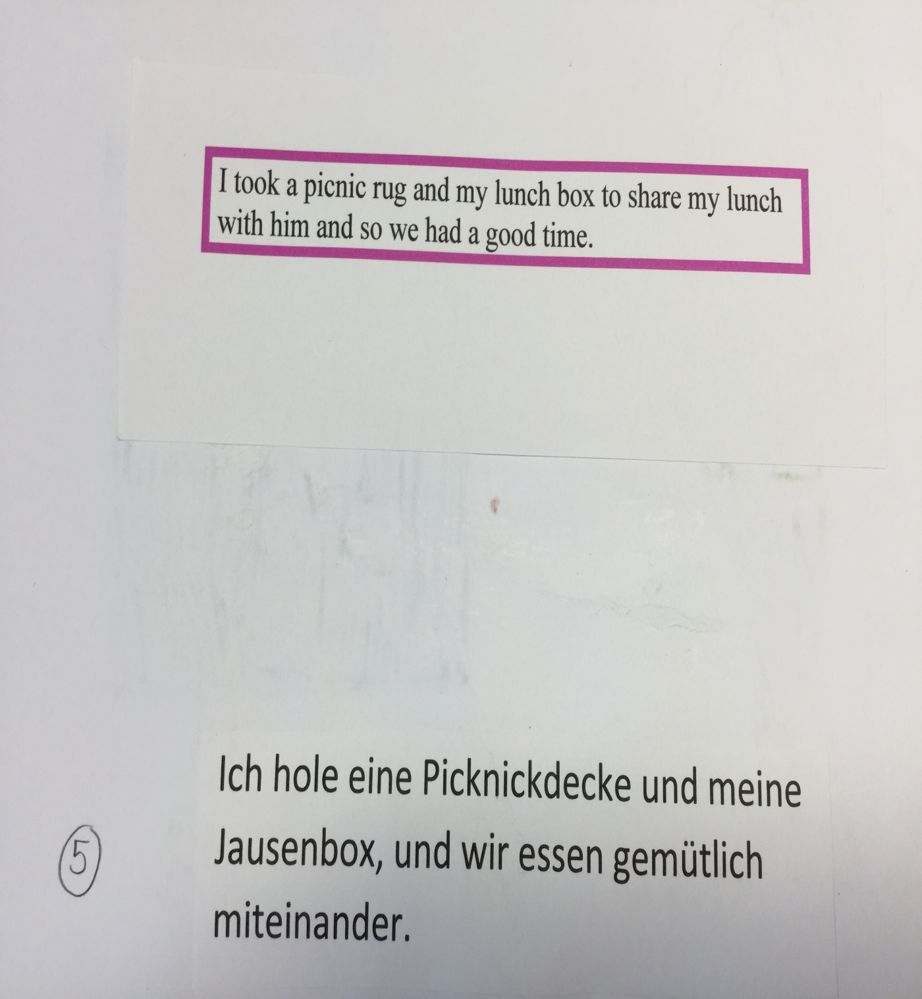 I took a picnic rug and my lunch box to share my lunch
with him and so we had a good time.
Ich hole eine Picknickdecke und meine
Jausenbox, und wir essen gemütlich
miteinander.
5